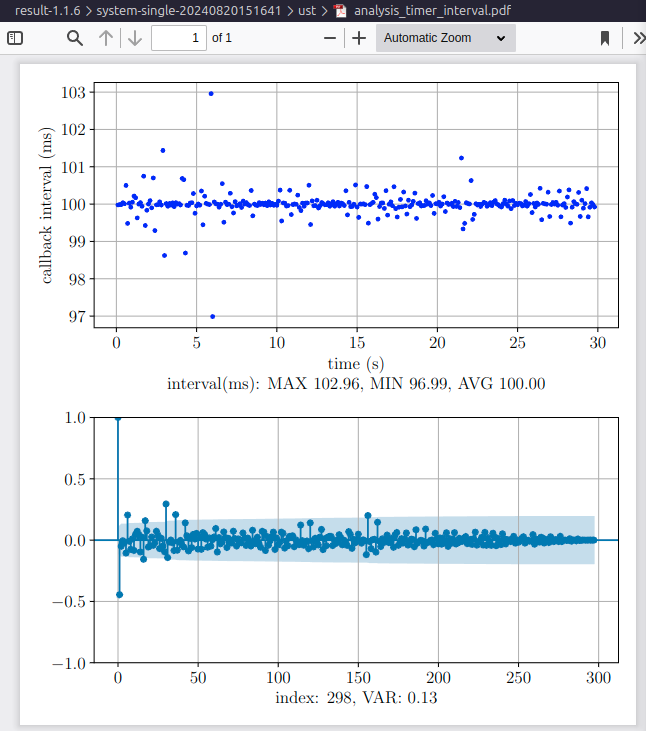 result-1.1.6 > system-single-20240820151641 > ust > analysis_timer_interval.pdf
1 of 1 Automatic Zoom
103
102
101
100
99
98
97
callback interval (ms)
0 5 10 15 20 25 30
time (s)
interval(ms): MAX 102.96, MIN 96.99, AVG 100.00
1.0
0.5
0.0
−0.5
−1.0
0 50 100 150 200 250 300
index: 298, VAR: 0.13